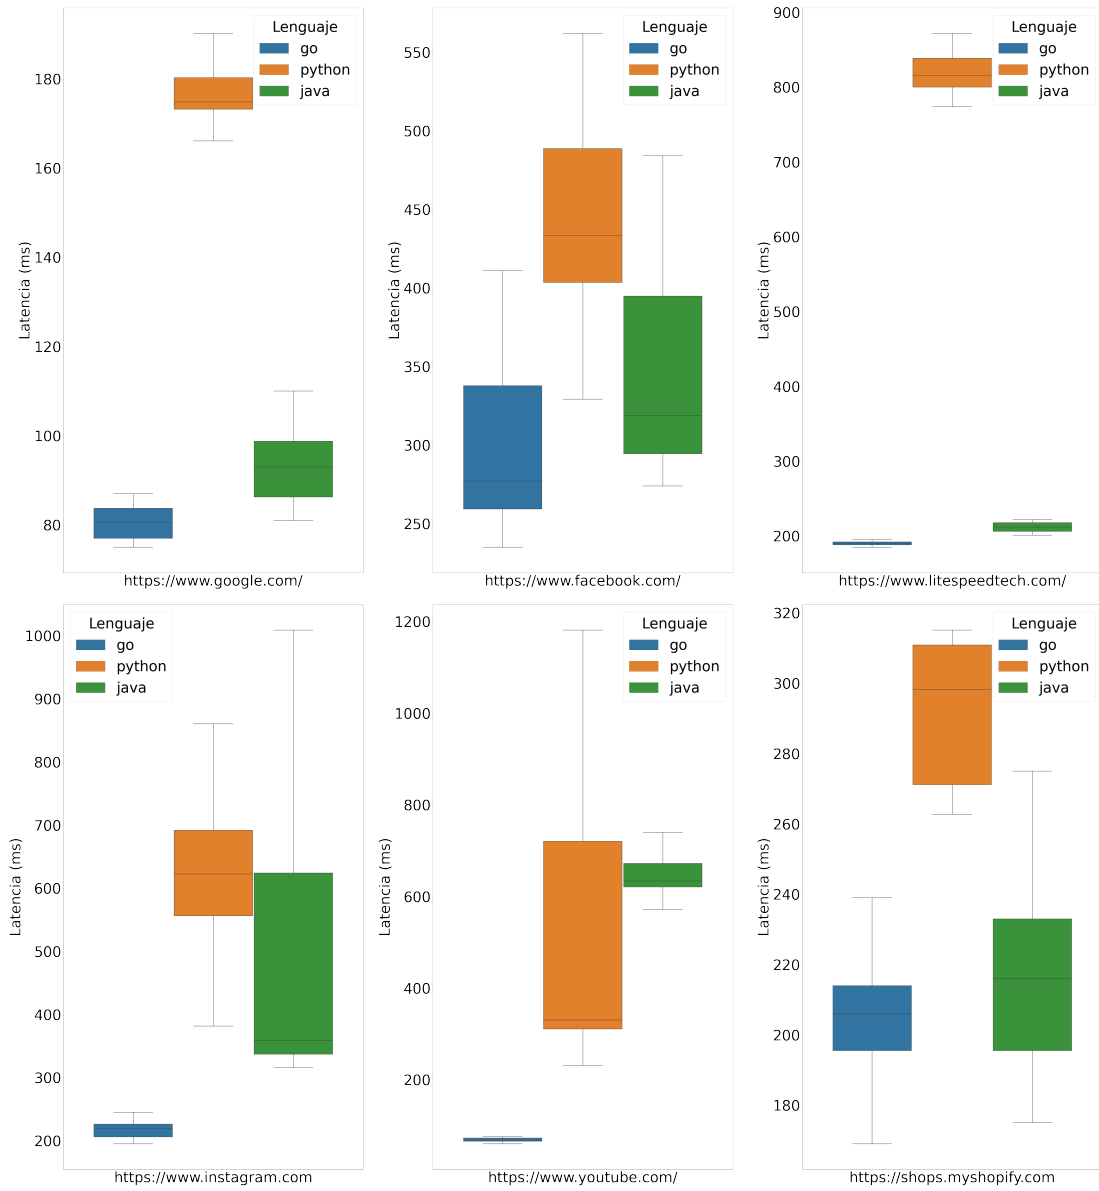 Lenguaje
go
python
java
180
160
140
120
100
80
Latencia (ms)
https://www.google.com/
Lenguaje
go
python
java
550
500
450
400
350
300
250
Latencia (ms)
https://www.facebook.com/
Lenguaje
go
python
java
900
800
700
600
500
400
300
200
Latencia (ms)
https://www.litespeedtech.com/
Lenguaje
go
python
java
1000
900
800
700
600
500
400
300
200
Latencia (ms)
https://www.instagram.com
Lenguaje
go
python
java
1200
1000
800
600
400
200
Latencia (ms)
https://www.youtube.com/
Lenguaje
go
python
java
320
300
280
260
240
220
200
180
Latencia (ms)
https://shops.myshopify.com